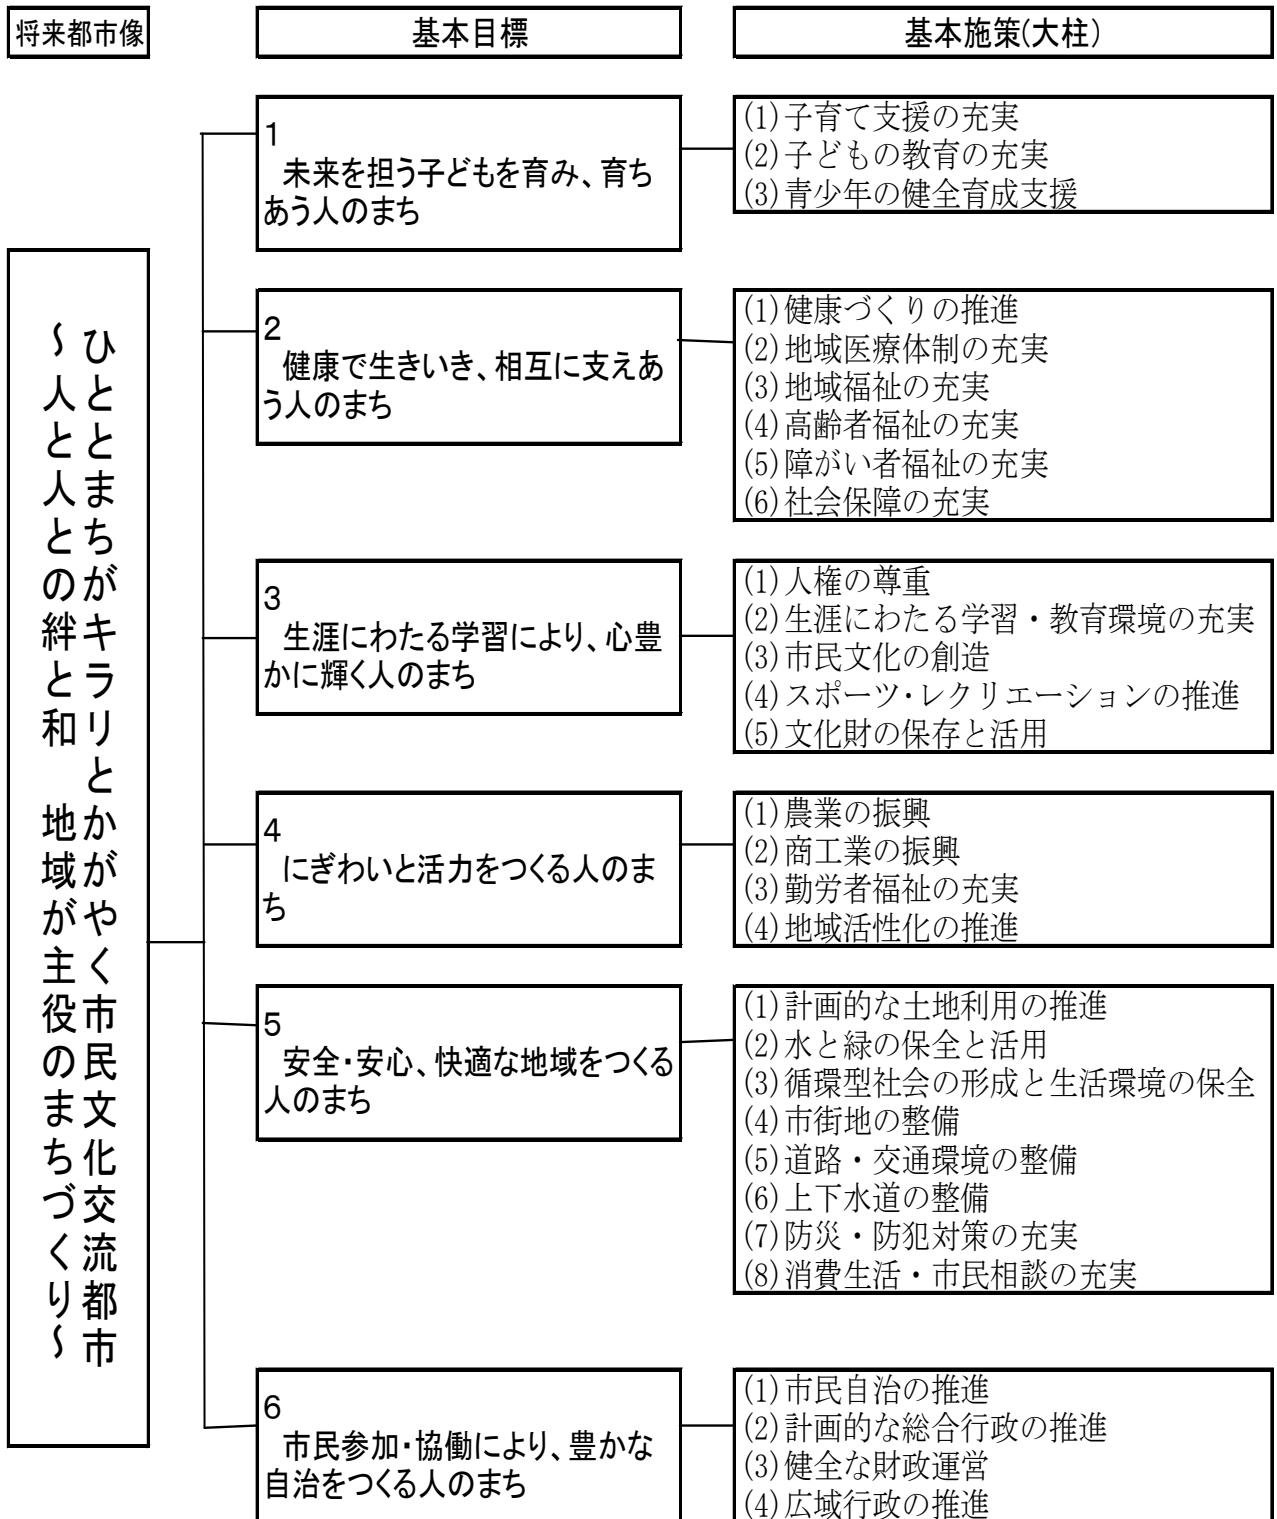 将来都市像
基本目標
基本施策(大柱)
ひととまちがキラリとかがやく市民文化交流都市
～人と人との絆と和　地域が主役のまちづくり～
1
未来を担う子どもを育み、育ち
あう人のまち
(1)子育て支援の充実
(2)子どもの教育の充実
(3)青少年の健全育成支援
2
健康で生きいき、相互に支えあ
う人のまち
(1)健康づくりの推進
(2)地域医療体制の充実
(3)地域福祉の充実
(4)高齢者福祉の充実
(5)障がい者福祉の充実
(6)社会保障の充実
3
生涯にわたる学習により、心豊
かに輝く人のまち
(1)人権の尊重
(2)生涯にわたる学習・教育環境の充実
(3)市民文化の創造
(4)スポーツ・レクリエーションの推進
(5)文化財の保存と活用
4
にぎわいと活力をつくる人のま
ち
(1)農業の振興
(2)商工業の振興
(3)勤労者福祉の充実
(4)地域活性化の推進
5
安全・安心、快適な地域をつくる
人のまち
(1)計画的な土地利用の推進
(2)水と緑の保全と活用
(3)循環型社会の形成と生活環境の保全
(4)市街地の整備
(5)道路・交通環境の整備
(6)上下水道の整備
(7)防災・防犯対策の充実
(8)消費生活・市民相談の充実
6
市民参加・協働により、豊かな
自治をつくる人のまち
(1)市民自治の推進
(2)計画的な総合行政の推進
(3)健全な財政運営
(4)広域行政の推進